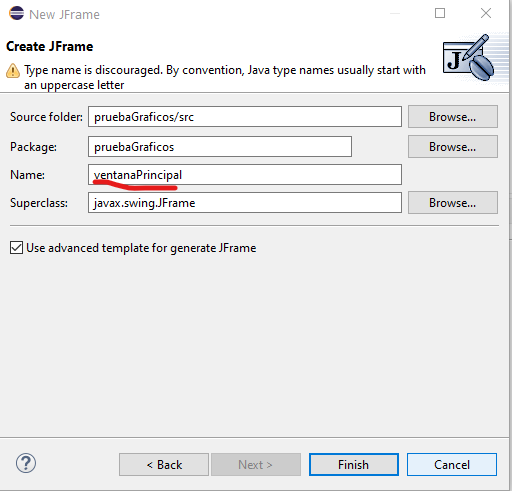 New JFrame
Create JFrame
Type name is discouraged. By convention, Java type names usually start with
an uppercase letter
Source folder: pruebaGraficos/src Browse...
Package: pruebaGraficos Browse...
Name: ventanaPrincipal
Superclass: javax.swing.JFrame Browse...
Use advanced template for generate JFrame
? < Back Next > Finish Cancel